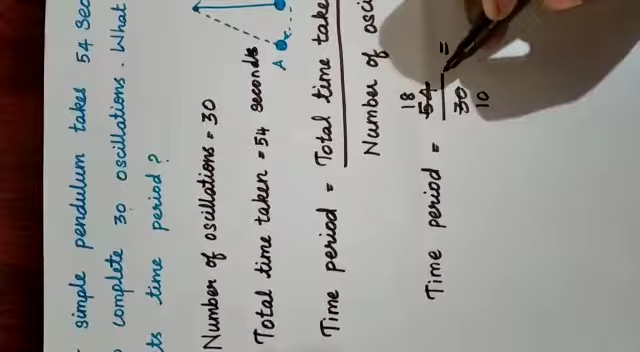 simple pendulum takes 54 sec
complete 30 oscillations. What
ts time period?
A
Number of oscillations = 30
Total time taken = 54 seconds
Time period = Total time take
Number of osci
18
Time period = 54 =
30
10